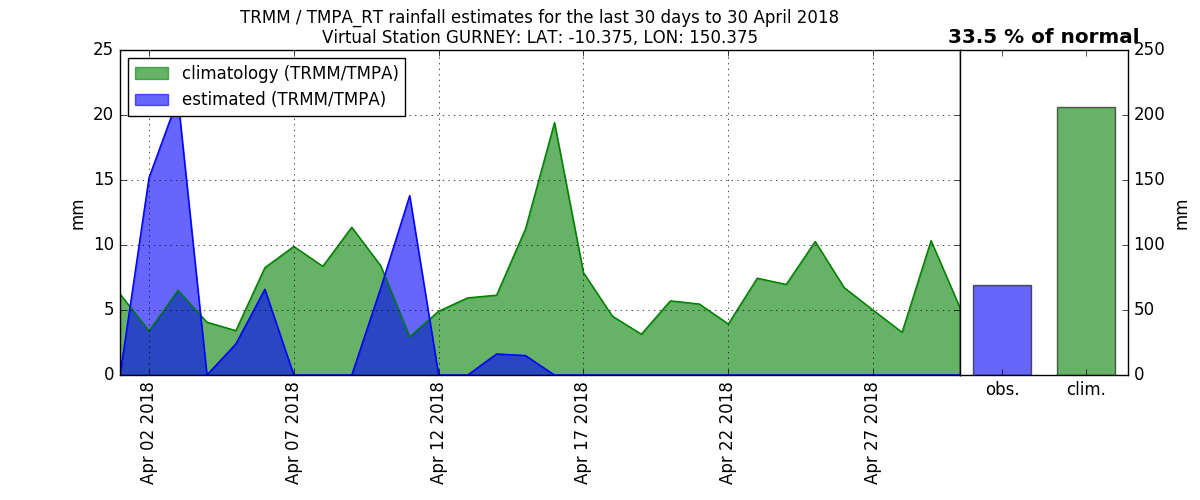 TRMM / TMPA_RT rainfall estimates for the last 30 days to 30 April 2018
Virtual Station GURNEY: LAT: -10.375, LON: 150.375
33.5 % of normal
climatology (TRMM/TMPA)
estimated (TRMM/TMPA)
25
20
15
10
5
0
mm
250
200
150
100
50
0
mm
Apr 02 2018
Apr 07 2018
Apr 12 2018
Apr 17 2018
Apr 22 2018
Apr 27 2018
obs.
clim.